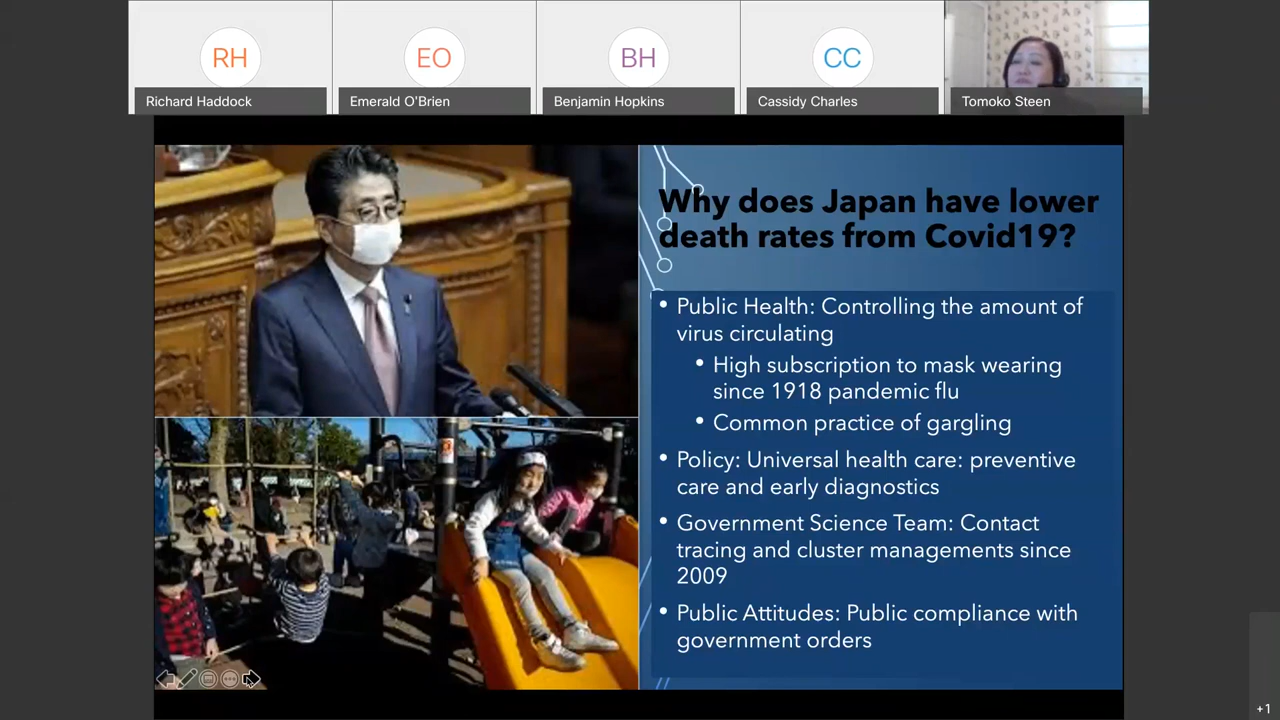 RH
EO
BH
CC
Richard Haddock
Emerald O'Brien
Benjamin Hopkins
Cassidy Charles
Tomoko Steen
Why does Japan have lower
death rates from Covid19?
• Public Health: Controlling the amount of
virus circulating
• High subscription to mask wearing
since 1918 pandemic flu
• Common practice of gargling
• Policy: Universal health care: preventive
care and early diagnostics
• Government Science Team: Contact
tracing and cluster managements since
2009
• Public Attitudes: Public compliance with
government orders
+1